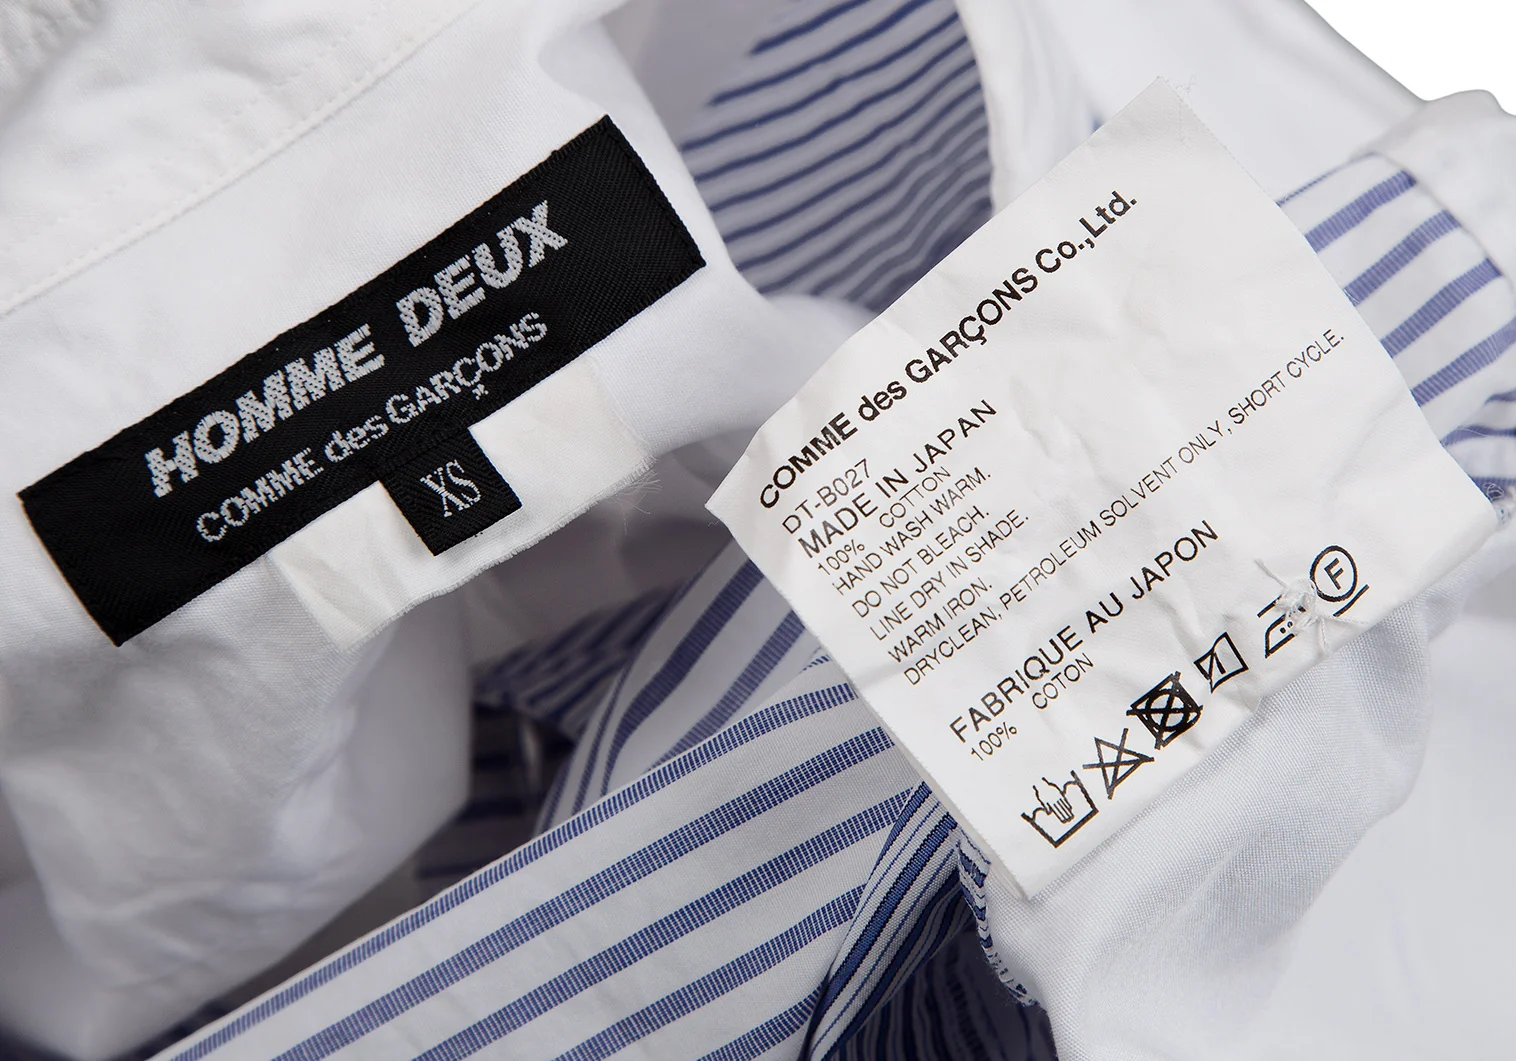 HOMME DEUX
COMME des GARÇONS
XS
COMME des GARÇONS Co.,Ltd.
DT-B027
MADE IN JAPAN
100% COTTON
HAND WASH WARM.
DO NOT BLEACH.
LINE DRY IN SHADE.
WARM IRON.
DRYCLEAN, PETROLEUM SOLVENT ONLY, SHORT CYCLE.
FABRIQUE AU JAPON
100% COTON
F